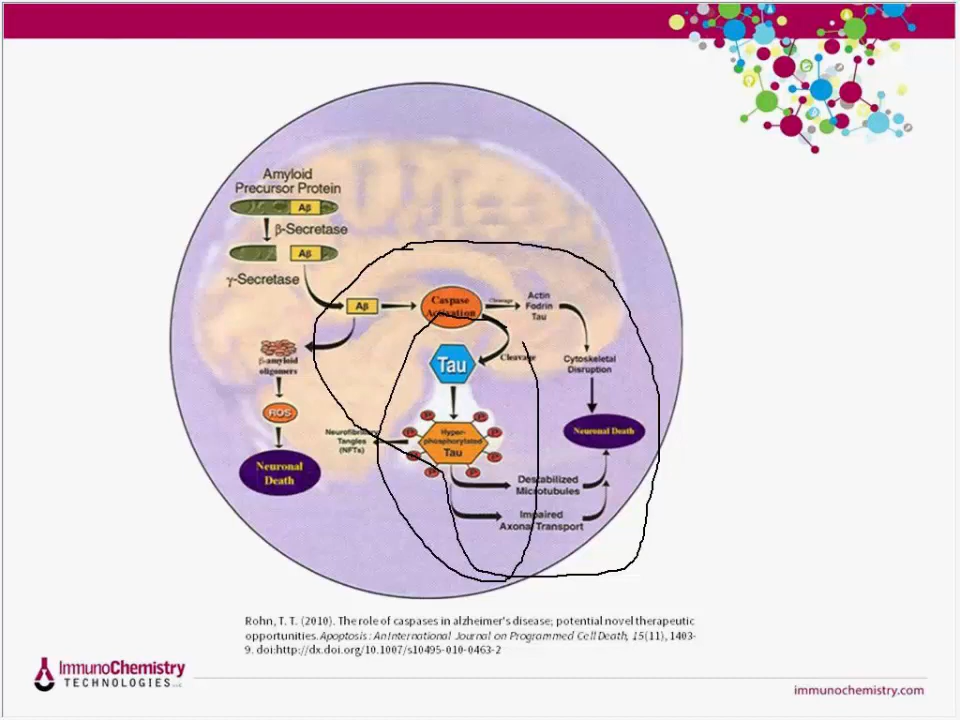 Amyloid
Precursor Protein
Aβ
β-Secretase
Aβ
γ-Secretase
Aβ
Caspase
Activation
Cleavage
Actin
Fodrin
Tau
Cleavage
β-amyloid
oligomers
Tau
Cytoskeletal
Disruption
ROS
P
P
P
P
P
P
P
P
Hyper-
phosphorylated
Tau
Neurofibrillary
Tangles
(NFTs)
Neuronal Death
Neuronal
Death
Destabilized
Microtubules
Impaired
Axonal Transport
Rohn, T. T. (2010). The role of caspases in alzheimer's disease; potential novel therapeutic
opportunities. Apoptosis : An International Journal on Programmed Cell Death, 15(11), 1403-
9. doi:http://dx.doi.org/10.1007/s10495-010-0463-2
ImmunoChemistry
TECHNOLOGIES
immunochemistry.com